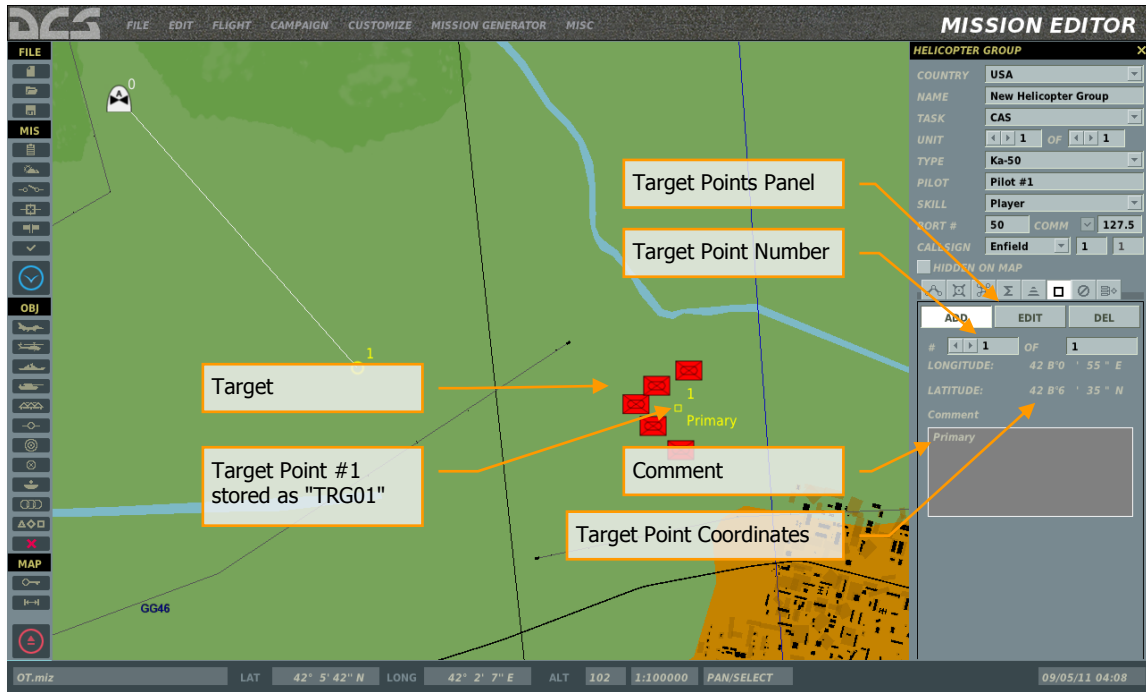 DCS FILE EDIT FLIGHT CAMPAIGN CUSTOMIZE MISSION GENERATOR MISC MISSION EDITOR
FILE
MIS
OBJ
MAP
0
A
1
Target
Target Point #1
stored as "TRG01"
1
Primary
GG46
Target Points Panel
Target Point Number
Comment
Target Point Coordinates
HELICOPTER GROUP X
COUNTRY USA
NAME New Helicopter Group
TASK CAS
UNIT 1 OF 1
TYPE Ka-50
PILOT Pilot #1
SKILL Player
BORT # 50 COMM 127.5
CALLSIGN Enfield 1 1
HIDDEN ON MAP
ADD EDIT DEL
# 1 OF 1
LONGITUDE: 42 B°0 ' 55 " E
LATITUDE: 42 B°6 ' 35 " N
Comment
Primary
OT.miz LAT 42° 5' 42" N LONG 42° 2' 7" E ALT 102 1:100000 PAN/SELECT 09/05/11 04:08